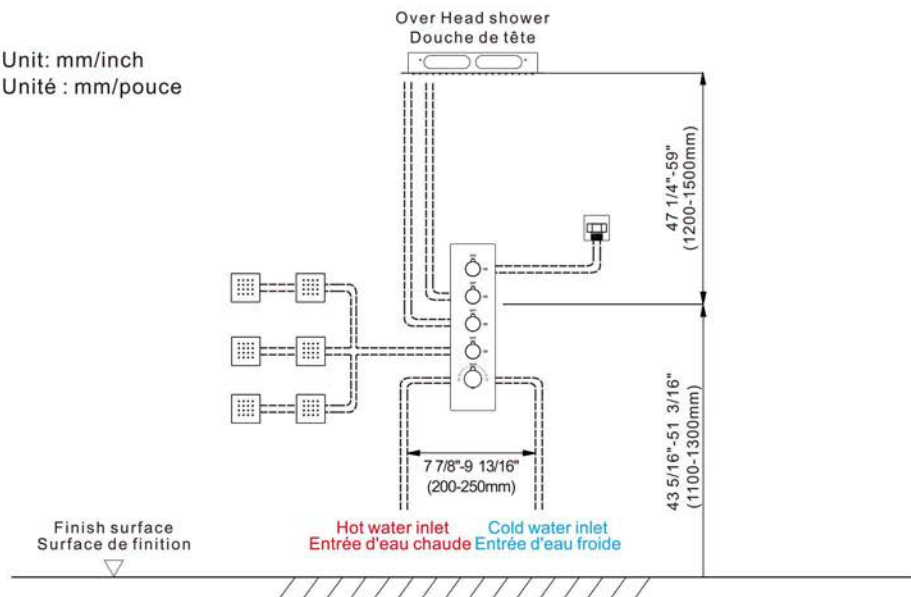 Over Head shower
Douche de tête
Unit: mm/inch
Unité : mm/pouce
47 1/4"-59"
(1200-1500mm)
43 5/16"-51 3/16"
(1100-1300mm)
7 7/8"-9 13/16"
(200-250mm)
Finish surface
Surface de finition
Hot water inlet
Entrée d'eau chaude
Cold water inlet
Entrée d'eau froide